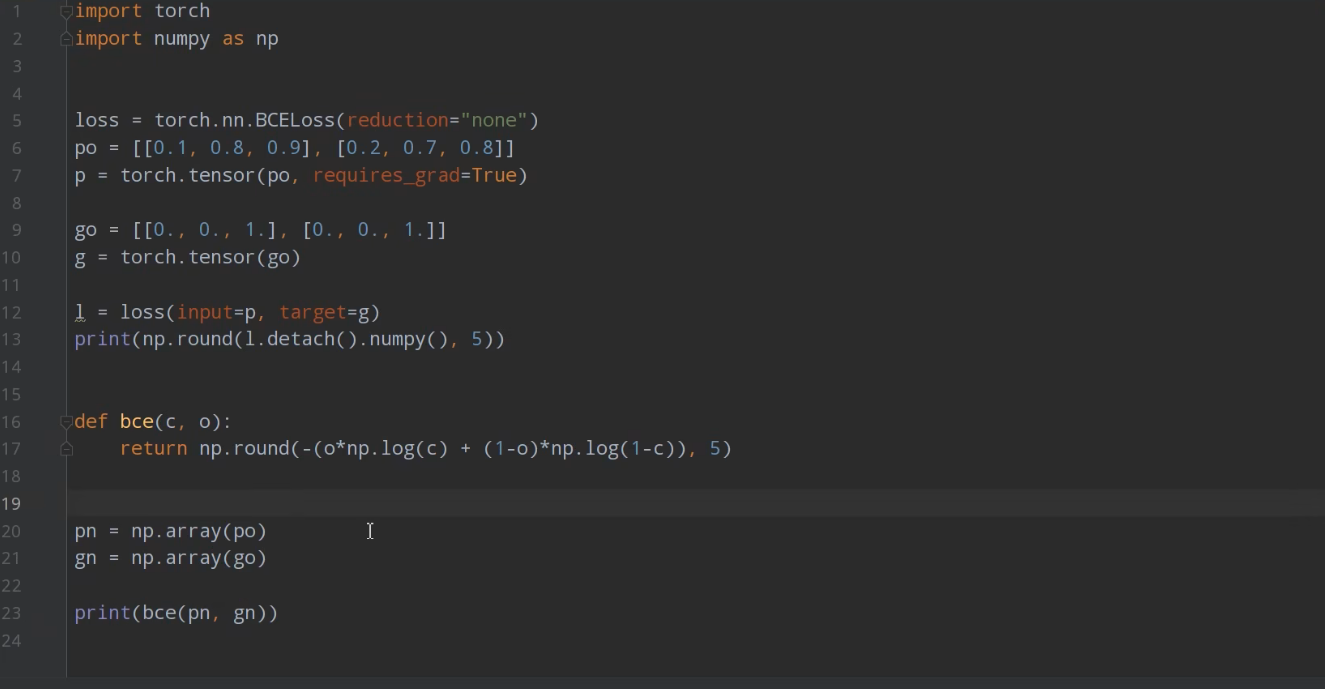 1 import torch
2 import numpy as np
3
4
5 loss = torch.nn.BCELoss(reduction="none")
6 po = [[0.1, 0.8, 0.9], [0.2, 0.7, 0.8]]
7 p = torch.tensor(po, requires_grad=True)
8
9 go = [[0., 0., 1.], [0., 0., 1.]]
10 g = torch.tensor(go)
11
12 l = loss(input=p, target=g)
13 print(np.round(l.detach().numpy(), 5))
14
15
16 def bce(c, o):
17     return np.round(-(o*np.log(c) + (1-o)*np.log(1-c)), 5)
18
19
20 pn = np.array(po)
21 gn = np.array(go)
22
23 print(bce(pn, gn))
24